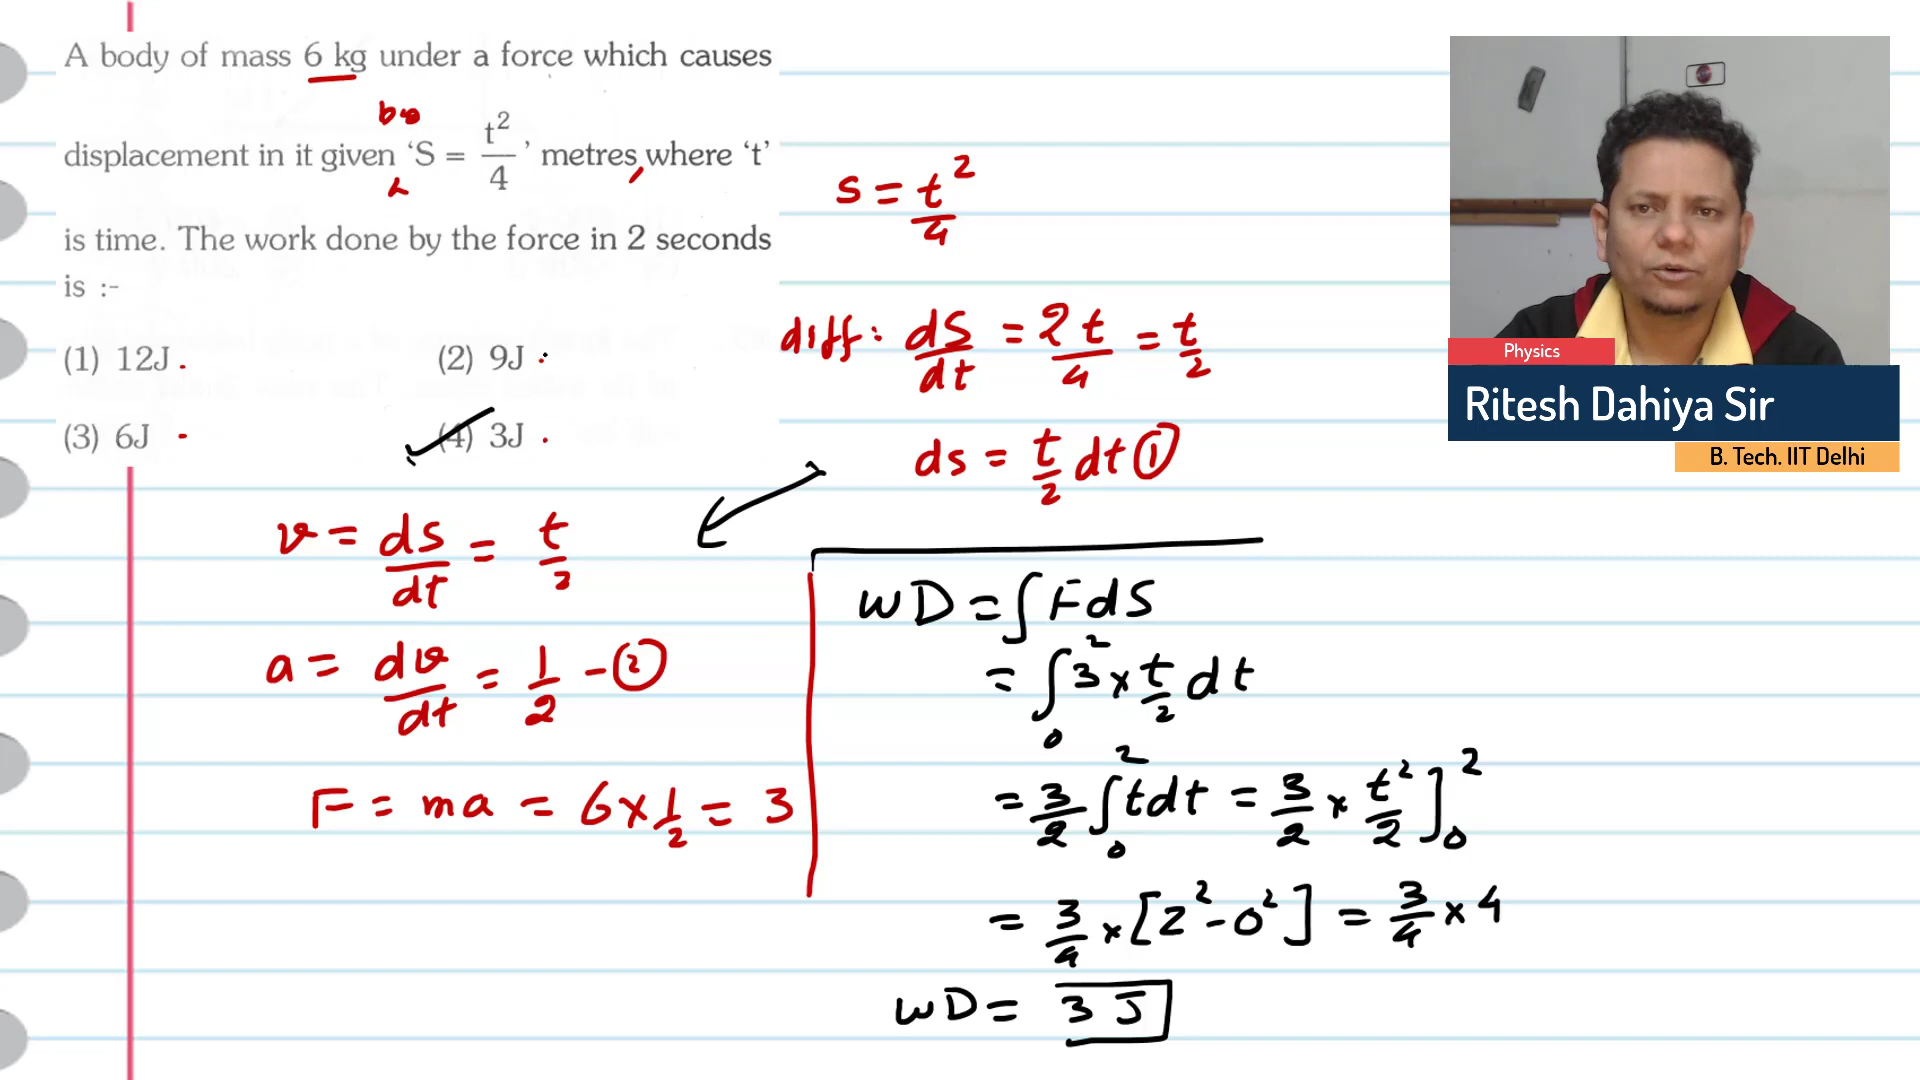 A body of mass 6 kg under a force which causes
by
displacement in it given ‘S = t²/4 ’ metres, where ‘t’
is time. The work done by the force in 2 seconds
is :-
(1) 12J
(2) 9J
(3) 6J
(4) 3J
v = ds/dt = t/2
a = dv/dt = 1/2 - ②
F = ma = 6 × 1/2 = 3
s = t²/4
diff: dS/dt = 2t/4 = t/2
ds = t/2 dt ①
WD = ∫ F dS
= ∫₀² 3 × t/2 dt
= 3/2 ∫₀² t dt = 3/2 × t²/2 ]₀²
= 3/4 × [2² - 0²] = 3/4 × 4
WD = 3 J
Physics
Ritesh Dahiya Sir
B. Tech. IIT Delhi